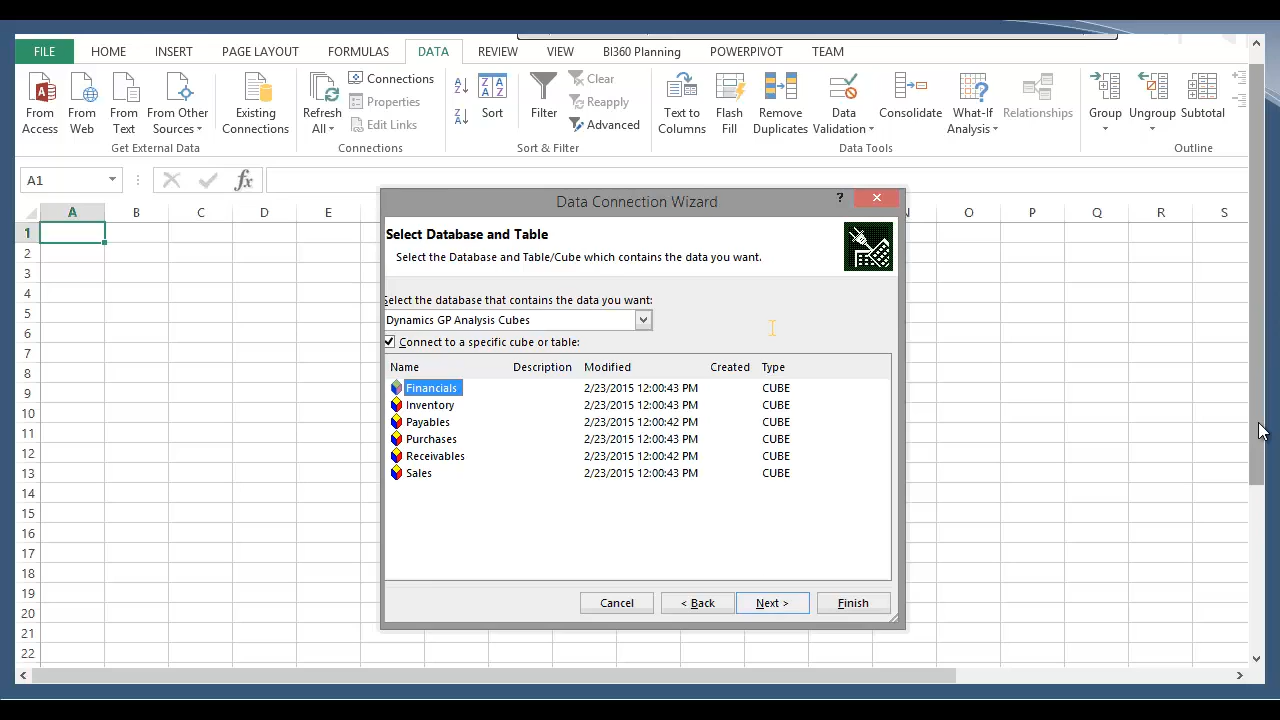 FILE HOME INSERT PAGE LAYOUT FORMULAS DATA REVIEW VIEW BI360 Planning POWERPIVOT TEAM
From Access
From Web
From Text
From Other Sources
Existing Connections
Get External Data
Refresh All
Connections
Properties
Edit Links
Connections
A Z
Z A
Z A A Z
Sort
Filter
Clear
Reapply
Advanced
Sort & Filter
Text to Columns
Flash Fill
Remove Duplicates
Data Validation
Consolidate
What-If Analysis
Relationships
Data Tools
Group
Ungroup
Subtotal
Outline
A1
fx
A B C D E N O P Q R S
1
2
3
4
5
6
7
8
9
10
11
12
13
14
15
16
17
18
19
20
21
22
Data Connection Wizard ?
Select Database and Table
Select the Database and Table/Cube which contains the data you want.
Select the database that contains the data you want:
Dynamics GP Analysis Cubes
Connect to a specific cube or table:
Name Description Modified Created Type
Financials 2/23/2015 12:00:43 PM CUBE
Inventory 2/23/2015 12:00:43 PM CUBE
Payables 2/23/2015 12:00:42 PM CUBE
Purchases 2/23/2015 12:00:43 PM CUBE
Receivables 2/23/2015 12:00:42 PM CUBE
Sales 2/23/2015 12:00:43 PM CUBE
Cancel < Back Next > Finish